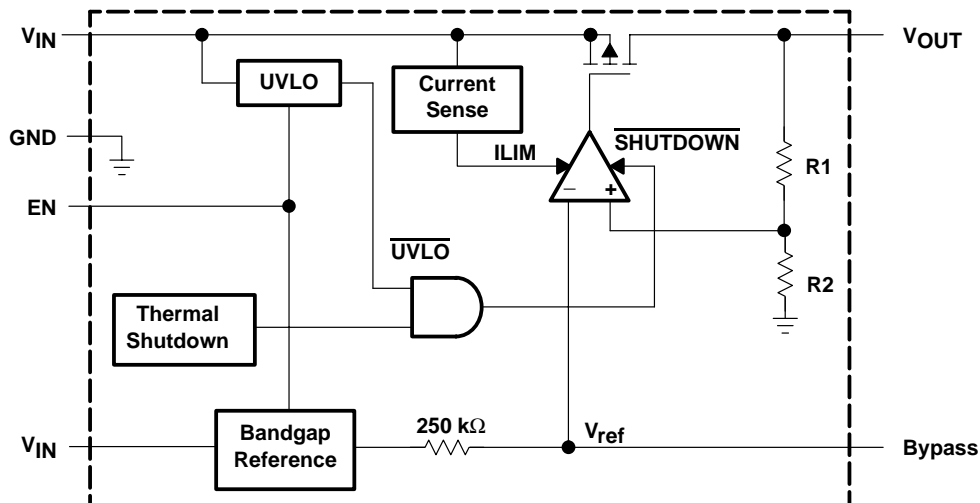 VIN
VOUT
UVLO
Current
Sense
GND
SHUTDOWN
ILIM
R1
− +
EN
UVLO
R2
Thermal
Shutdown
250 kΩ
VIN
Bandgap
Reference
Vref
Bypass